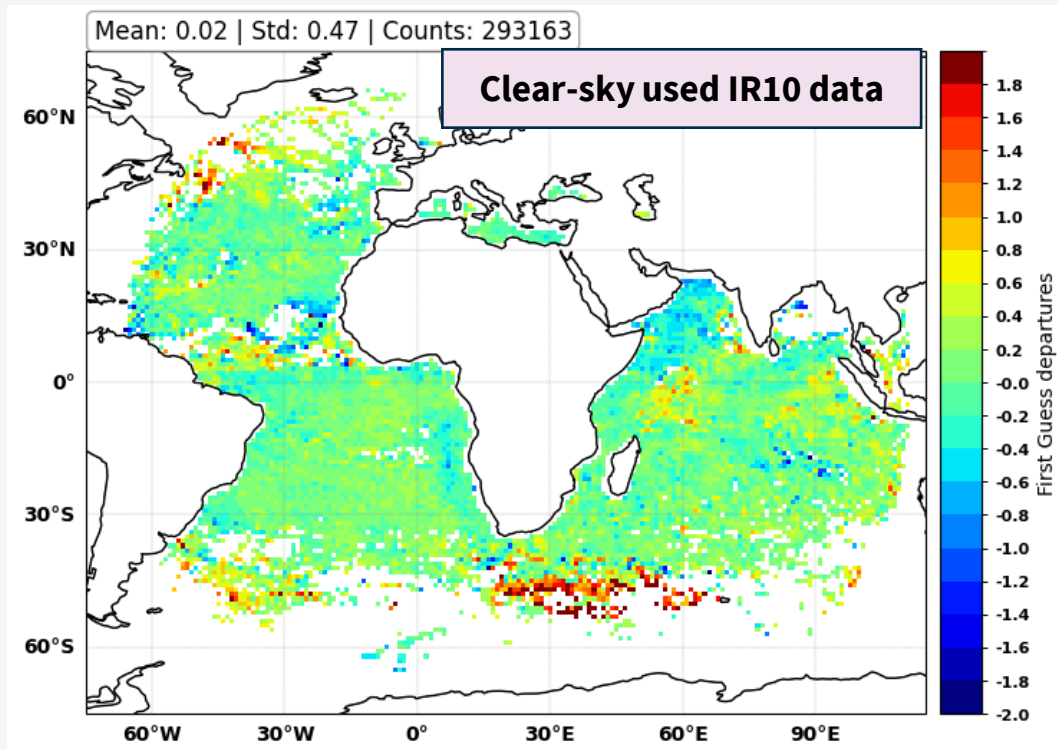 Mean: 0.02 | Std: 0.47 | Counts: 293163
Clear-sky used IR10 data
60°N
30°N
0°
30°S
60°S
60°W
30°W
0°
30°E
60°E
90°E
1.8
1.6
1.4
1.2
1.0
0.8
0.6
0.4
0.2
-0.0
-0.2
-0.4
-0.6
-0.8
-1.0
-1.2
-1.4
-1.6
-1.8
-2.0
First Guess departures